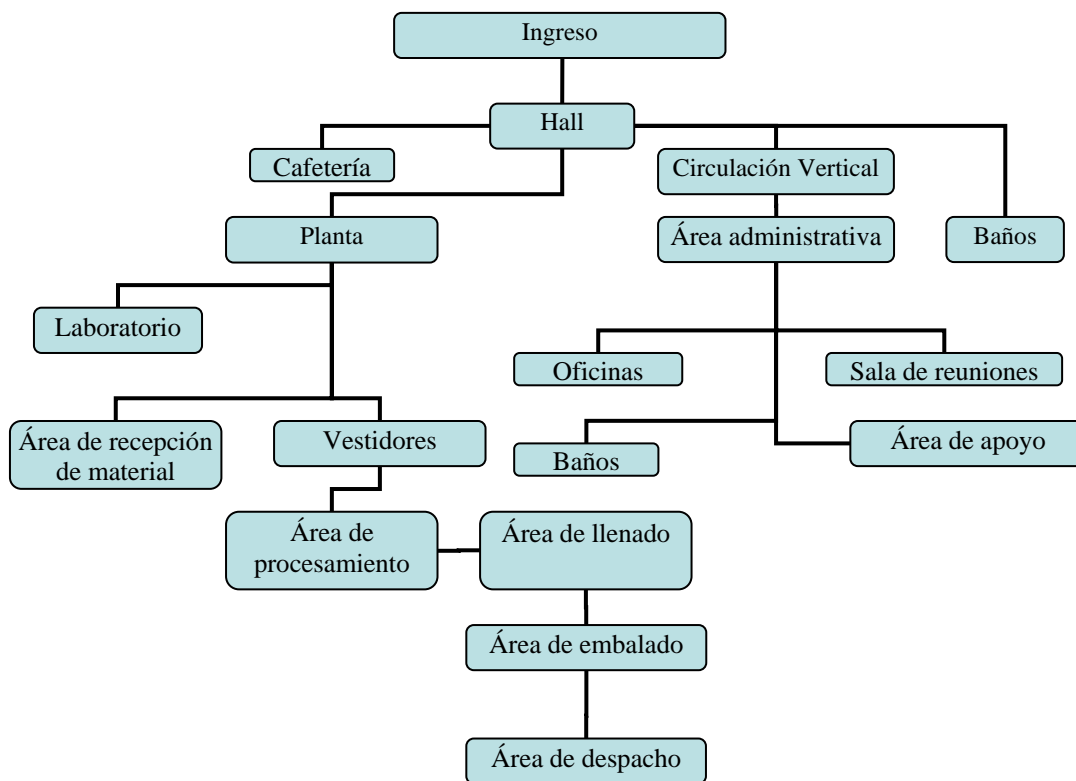 Ingreso
Hall
Cafetería
Circulación Vertical
Planta
Área administrativa
Baños
Laboratorio
Oficinas
Sala de reuniones
Área de recepción
de material
Vestidores
Baños
Área de apoyo
Área de
procesamiento
Área de llenado
Área de embalado
Área de despacho